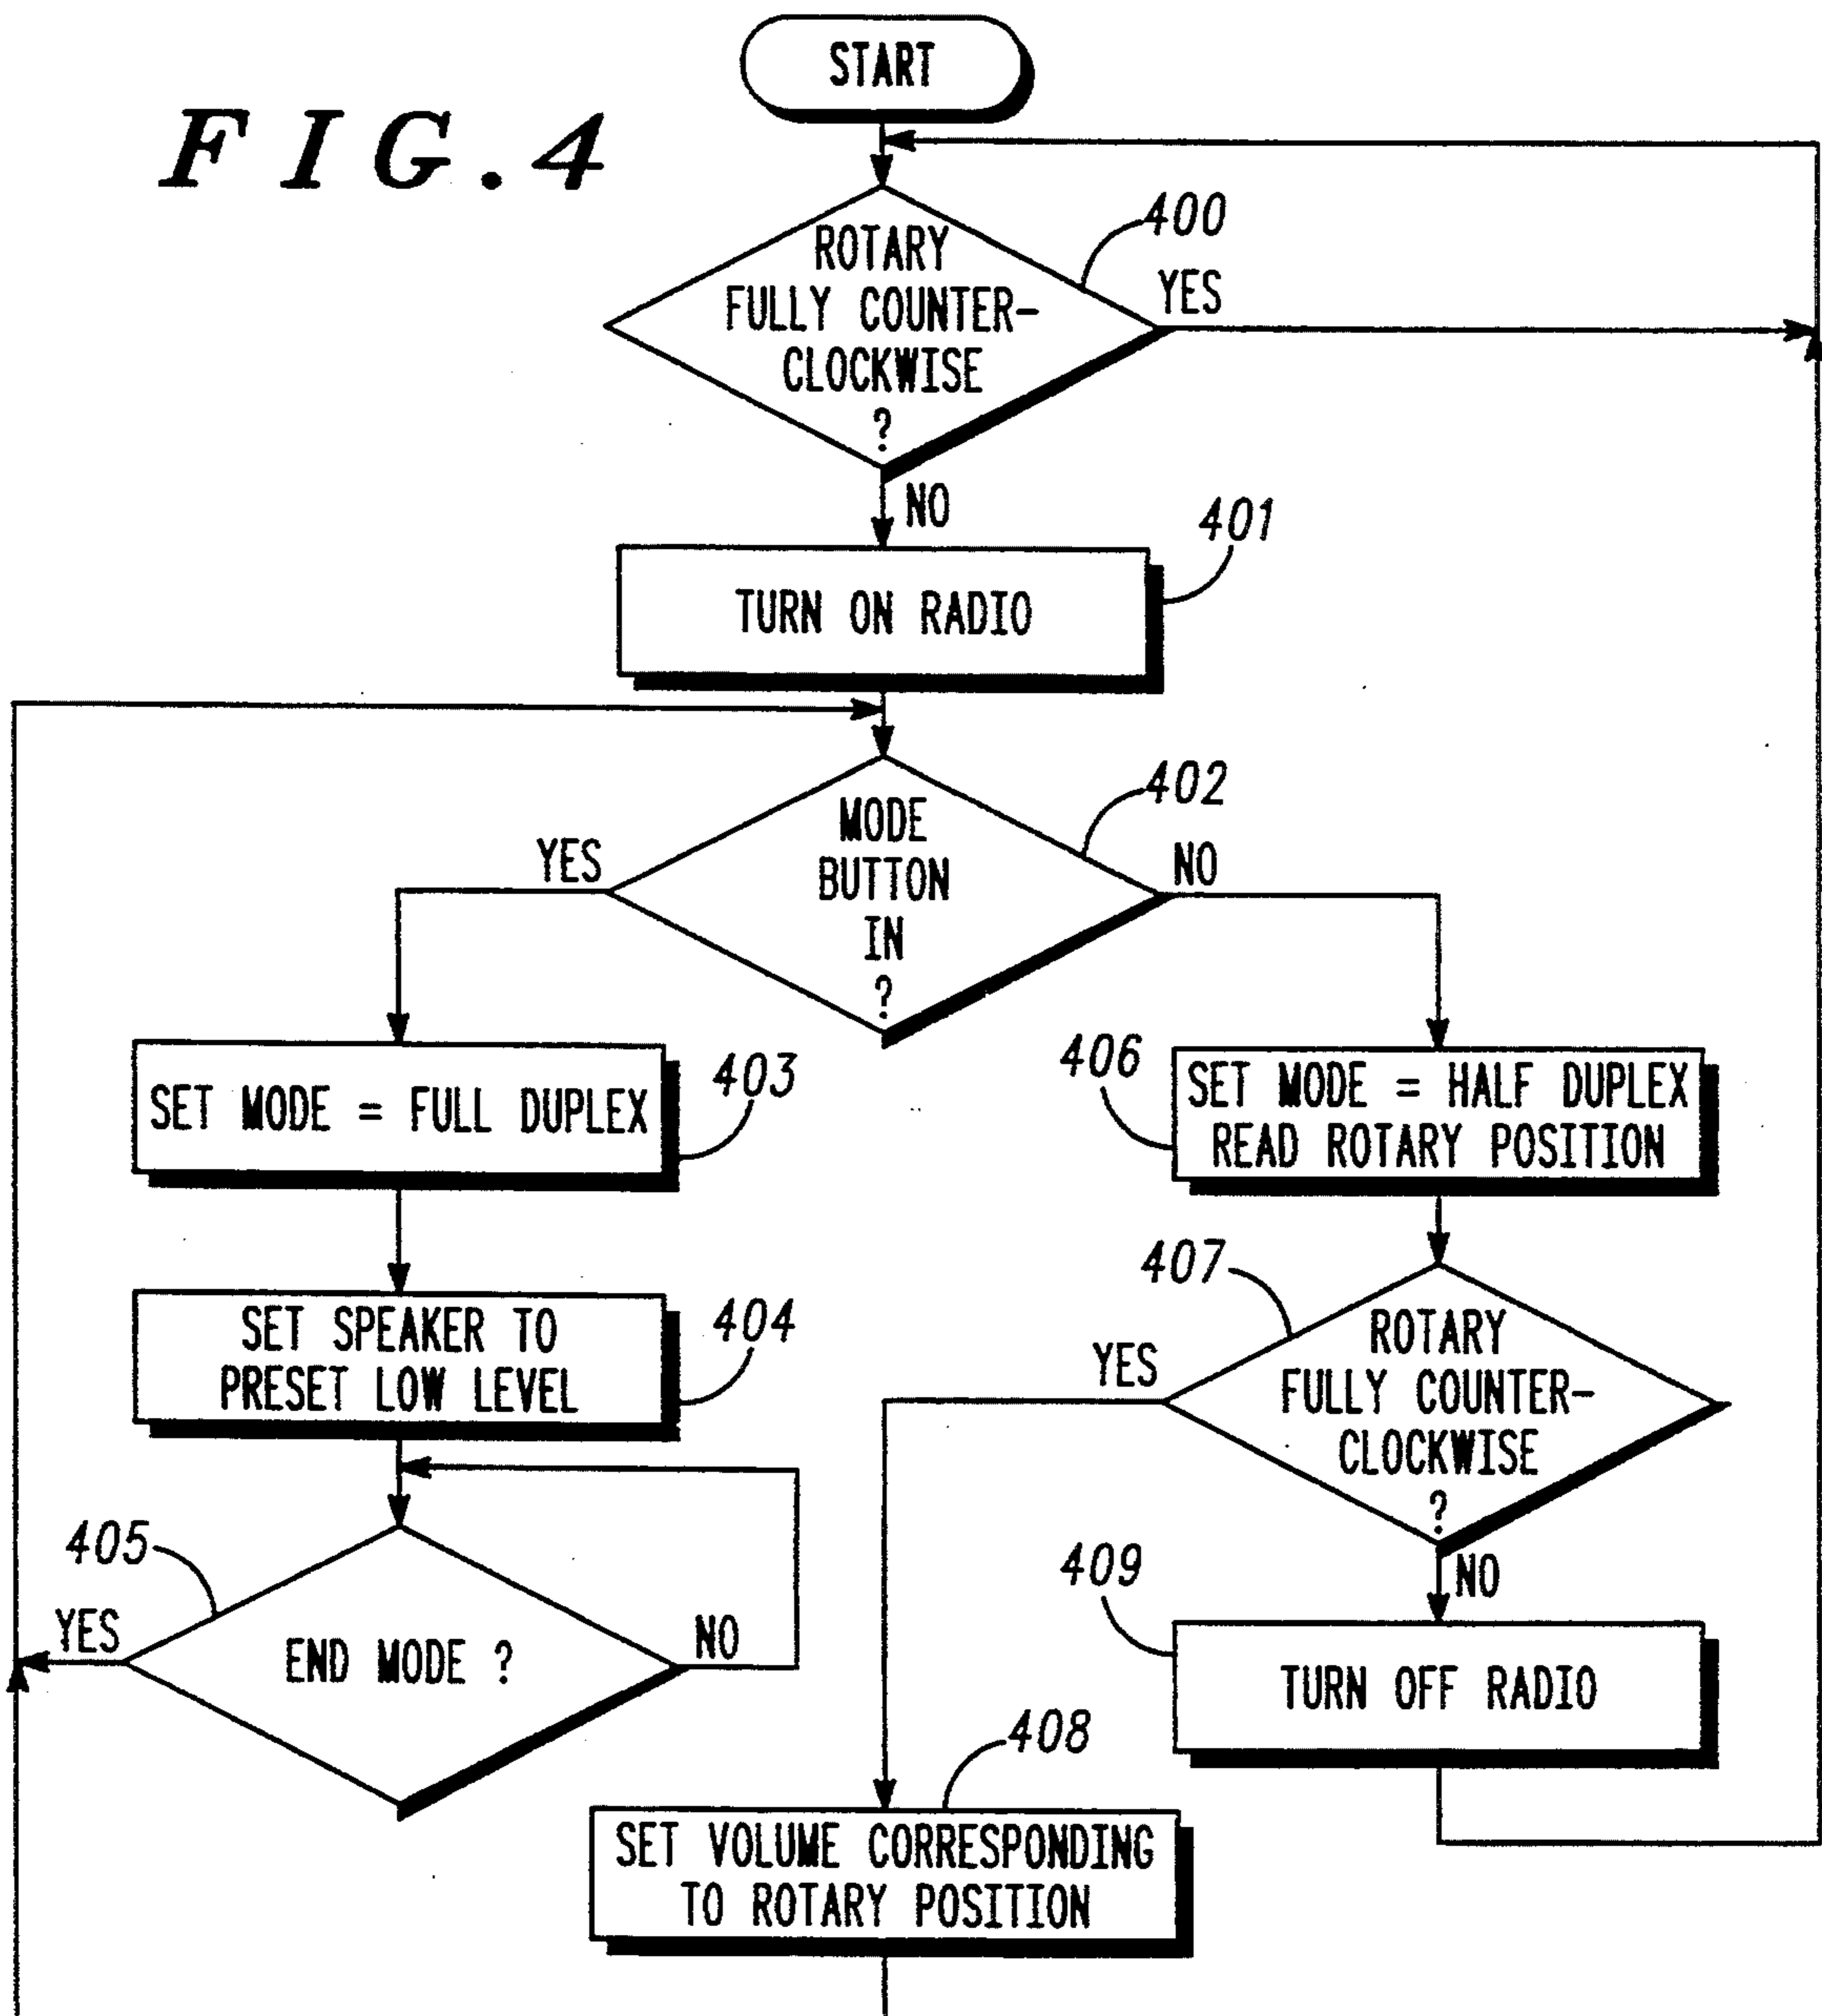 START
FIG.4
400
ROTARY
FULLY COUNTER-
CLOCKWISE
?
YES
NO
401
TURN ON RADIO
402
MODE
BUTTON
IN
?
YES
NO
403
SET MODE = FULL DUPLEX
406
SET MODE = HALF DUPLEX
READ ROTARY POSITION
404
SET SPEAKER TO
PRESET LOW LEVEL
407
ROTARY
FULLY COUNTER-
CLOCKWISE
?
YES
NO
405
END MODE ?
YES
NO
409
TURN OFF RADIO
408
SET VOLUME CORRESPONDING
TO ROTARY POSITION